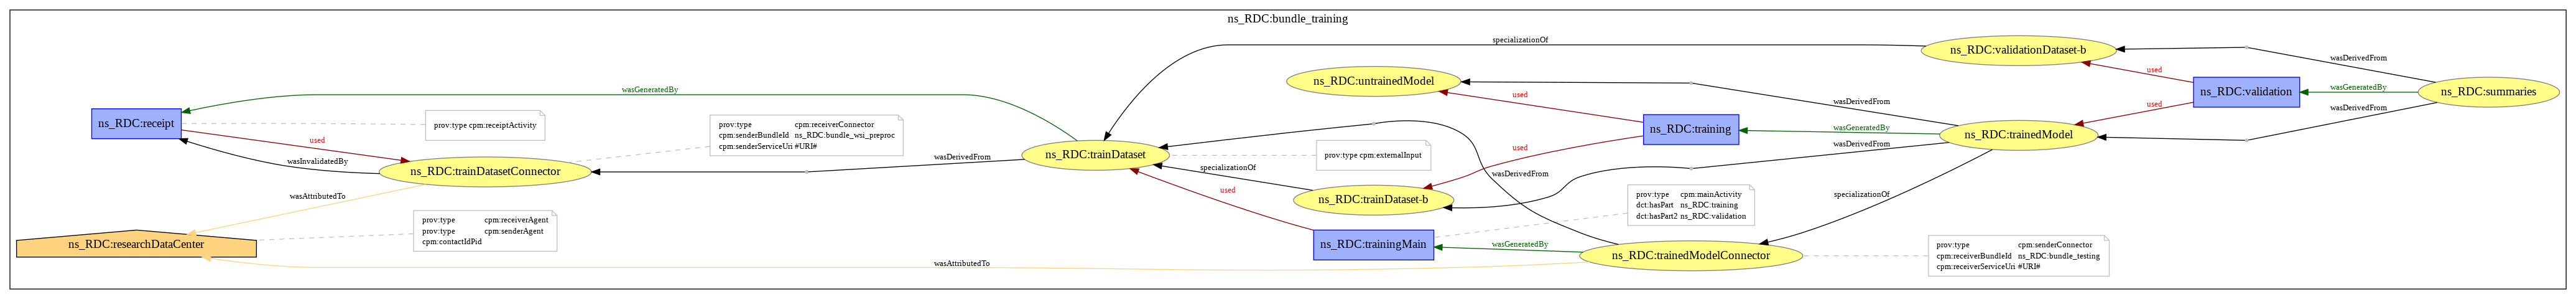 ns_RDC:bundle_training
specializationOf
ns_RDC:validationDataset-b
wasDerivedFrom
used
ns_RDC:untrainedModel
wasGeneratedBy
used
wasDerivedFrom
ns_RDC:validation
wasGeneratedBy
ns_RDC:summaries
used
wasDerivedFrom
ns_RDC:receipt
prov:type cpm:receiptActivity
used
wasInvalidatedBy
prov:type cpm:receiverConnector
cpm:senderBundleId ns_RDC:bundle_wsi_preproc
cpm:senderServiceUri #URI#
ns_RDC:trainDatasetConnector
wasDerivedFrom
ns_RDC:trainDataset
prov:type cpm:externalInput
ns_RDC:training
wasGeneratedBy
ns_RDC:trainedModel
used
wasDerivedFrom
specializationOf
wasDerivedFrom
used
ns_RDC:trainDataset-b
specializationOf
prov:type cpm:mainActivity
dct:hasPart ns_RDC:training
dct:hasPart2 ns_RDC:validation
wasAttributedTo
prov:type cpm:receiverAgent
prov:type cpm:senderAgent
cpm:contactIdPid
ns_RDC:researchDataCenter
ns_RDC:trainingMain
wasGeneratedBy
ns_RDC:trainedModelConnector
wasAttributedTo
prov:type cpm:senderConnector
cpm:receiverBundleId ns_RDC:bundle_testing
cpm:receiverServiceUri #URI#